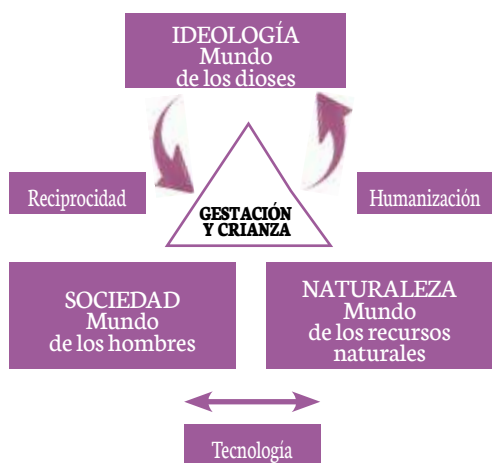 IDEOLOGÍA
Mundo
de los dioses
Reciprocidad
Humanización
GESTACIÓN
Y CRIANZA
SOCIEDAD
Mundo
de los hombres
NATURALEZA
Mundo
de los recursos
naturales
Tecnología